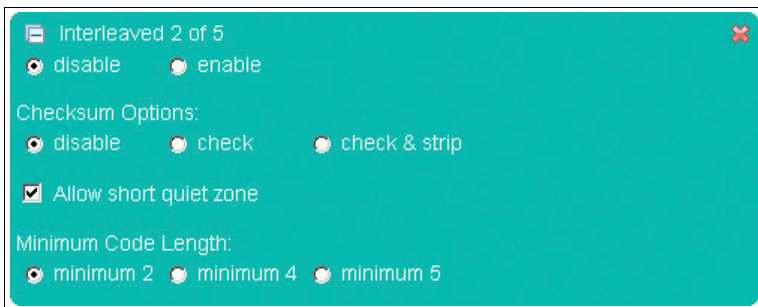 Interleaved 2 of 5
disable enable
Checksum Options:
disable check check & strip
Allow short quiet zone
Minimum Code Length:
minimum 2 minimum 4 minimum 5